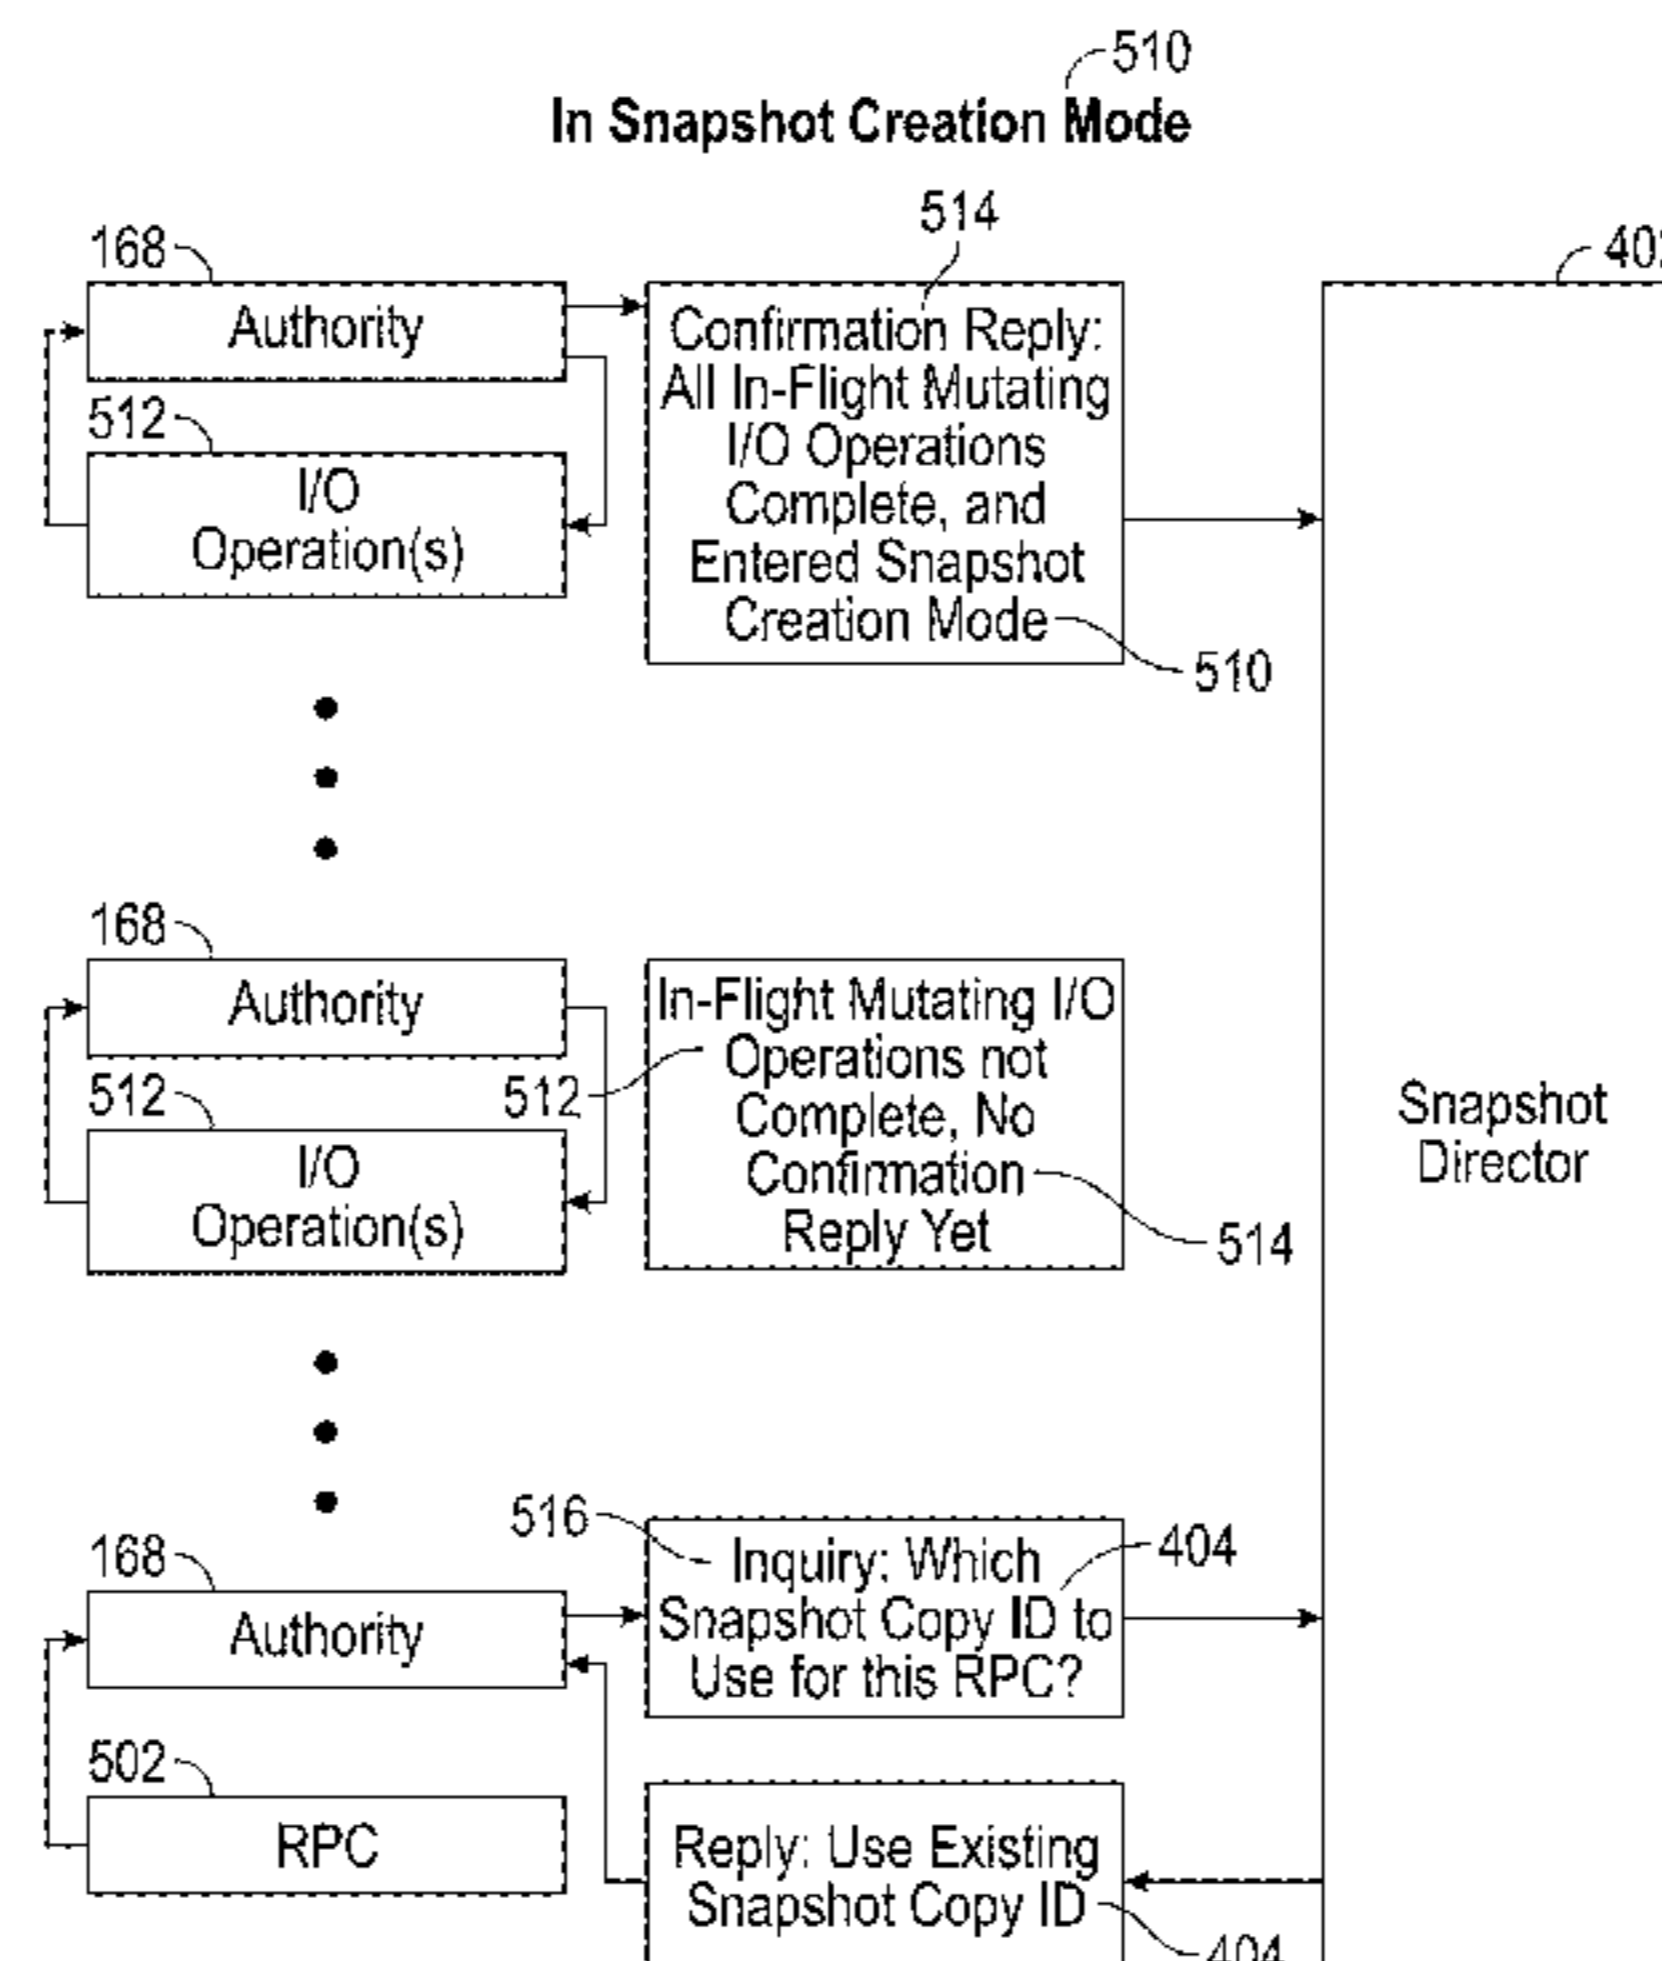 510
In Snapshot Creation Mode
514
168
Authority
512
I/O
Operation(s)
Confirmation Reply:
All In-Flight Mutating
I/O Operations
Complete, and
Entered Snapshot
Creation Mode
510
168
Authority
512
I/O
Operation(s)
512
In-Flight Mutating I/O
Operations not
Complete, No
Confirmation
Reply Yet
514
Snapshot
Director
168
Authority
516
Inquiry: Which
Snapshot Copy ID to
Use for this RPC?
404
502
RPC
Reply: Use Existing
Snapshot Copy ID
404